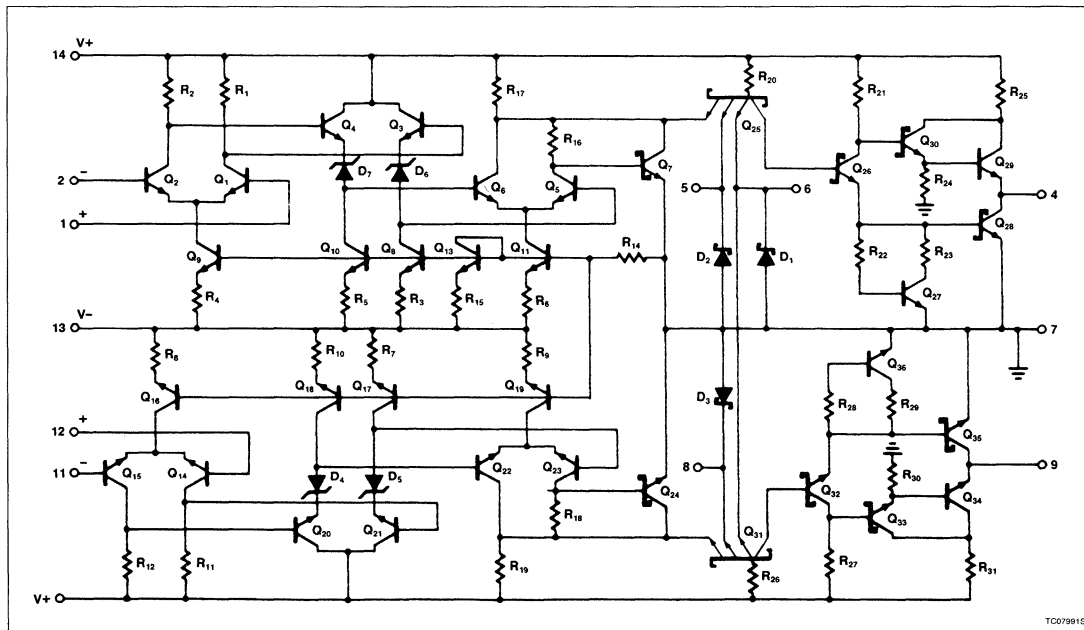 V+
14
R2
R1
R17
R20
R21
R25
Q4
Q3
Q25
Q30
R16
Q7
Q29
2 −
Q2
Q1
D7
D6
Q6
Q5
5
6
Q26
R24
4
1 +
Q28
Q9
Q10
Q8
Q13
Q11
R14
D2
D1
R22
R23
R4
R5
R3
R15
R6
Q27
13 V−
7
R8
R10
R7
R9
Q36
Q16
Q18
Q17
Q19
D3
R28
R29
12 +
Q35
11 −
Q15
Q14
D4
D5
Q22
Q23
8
R30
9
Q24
Q32
Q34
Q20
Q21
R18
Q31
Q33
R12
R11
R19
R26
R27
R31
V+
TC07991S